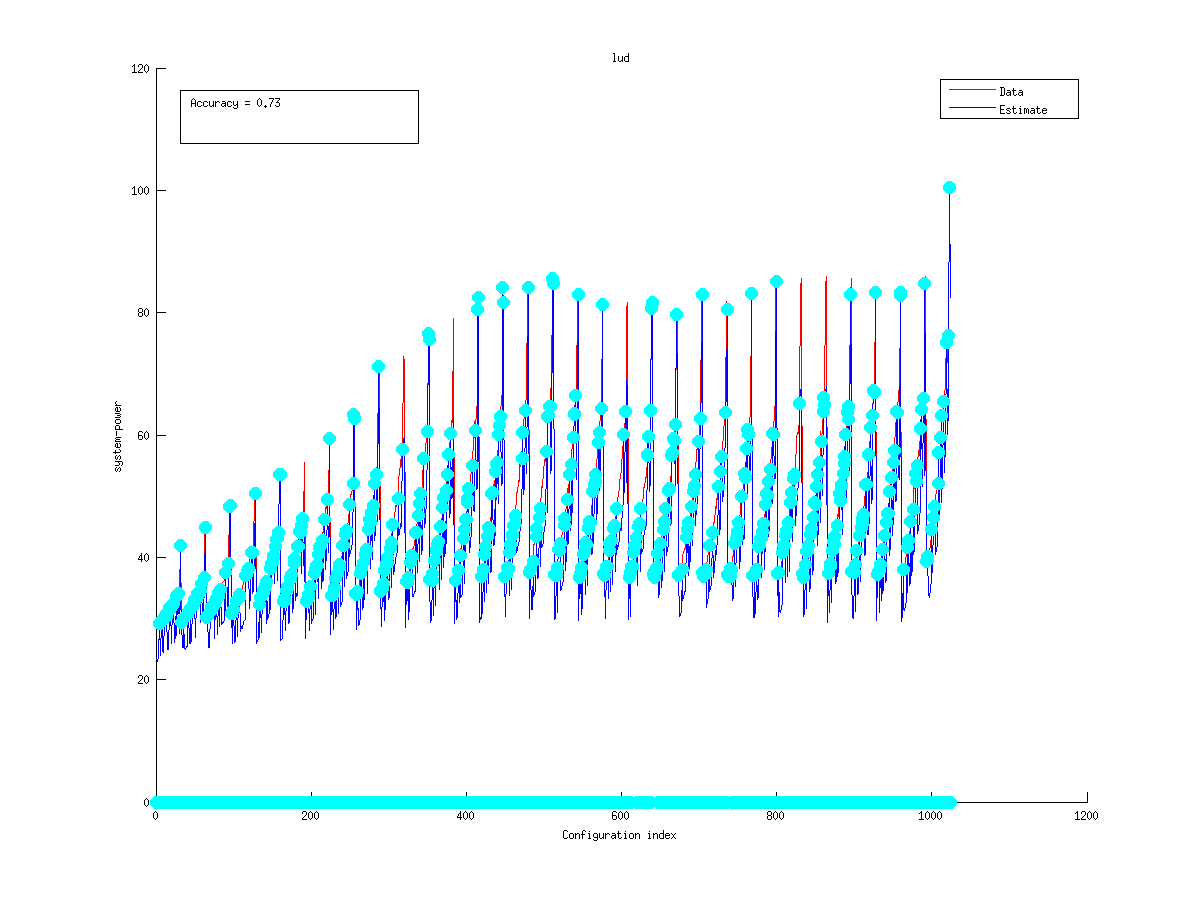 lud
120
Accuracy = 0.73
Data
Estimate
100
80
60
system-power
40
20
0
0 200 400 600 800 1000 1200
Configuration index